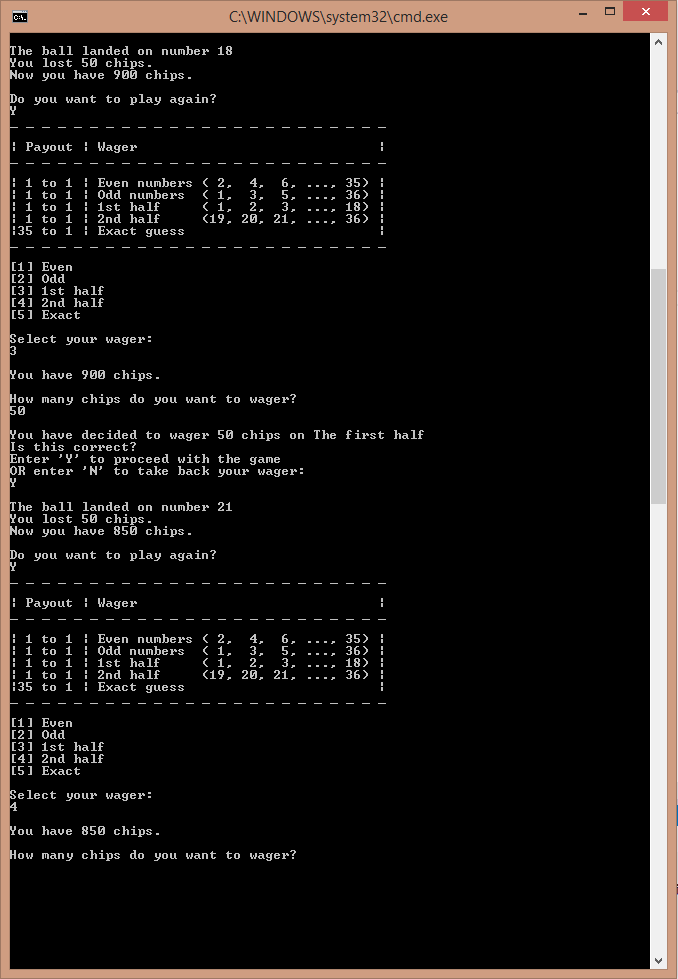 C:\WINDOWS\system32\cmd.exe
The ball landed on number 18
You lost 50 chips.
Now you have 900 chips.
Do you want to play again?
Y
- - - - - - - - - - - - - - - - - - - - - - - -
¦ Payout ¦ Wager                              ¦
- - - - - - - - - - - - - - - - - - - - - - - -
¦ 1 to 1 ¦ Even numbers ( 2,  4,  6, ..., 35) ¦
¦ 1 to 1 ¦ Odd numbers  ( 1,  3,  5, ..., 36) ¦
¦ 1 to 1 ¦ 1st half     ( 1,  2,  3, ..., 18) ¦
¦ 1 to 1 ¦ 2nd half     (19, 20, 21, ..., 36) ¦
¦35 to 1 ¦ Exact guess                        ¦
- - - - - - - - - - - - - - - - - - - - - - - -
[1] Even
[2] Odd
[3] 1st half
[4] 2nd half
[5] Exact
Select your wager:
3
You have 900 chips.
How many chips do you want to wager?
50
You have decided to wager 50 chips on The first half
Is this correct?
Enter 'Y' to proceed with the game
OR enter 'N' to take back your wager:
Y
The ball landed on number 21
You lost 50 chips.
Now you have 850 chips.
Do you want to play again?
Y
- - - - - - - - - - - - - - - - - - - - - - - -
¦ Payout ¦ Wager                              ¦
- - - - - - - - - - - - - - - - - - - - - - - -
¦ 1 to 1 ¦ Even numbers ( 2,  4,  6, ..., 35) ¦
¦ 1 to 1 ¦ Odd numbers  ( 1,  3,  5, ..., 36) ¦
¦ 1 to 1 ¦ 1st half     ( 1,  2,  3, ..., 18) ¦
¦ 1 to 1 ¦ 2nd half     (19, 20, 21, ..., 36) ¦
¦35 to 1 ¦ Exact guess                        ¦
- - - - - - - - - - - - - - - - - - - - - - - -
[1] Even
[2] Odd
[3] 1st half
[4] 2nd half
[5] Exact
Select your wager:
4
You have 850 chips.
How many chips do you want to wager?